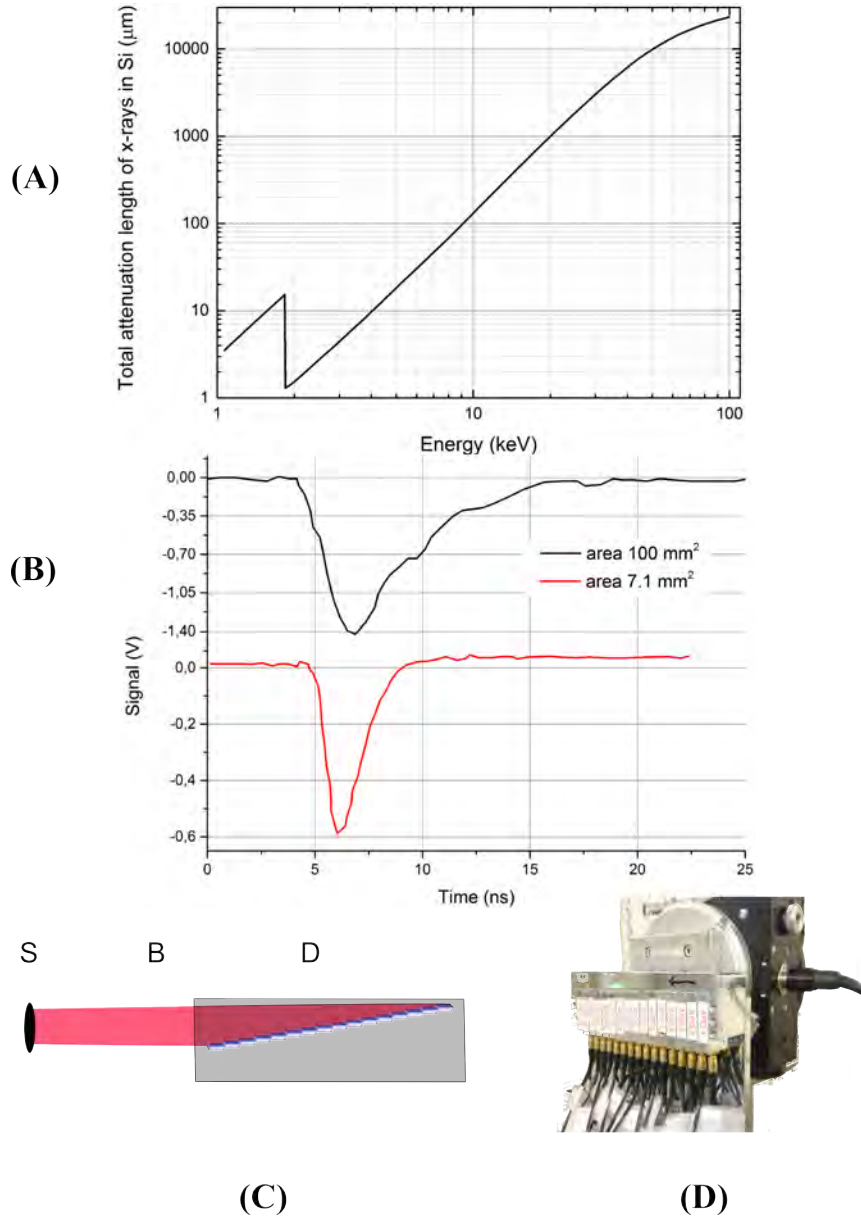 (A)
Total attenuation length of x-rays in Si (μm)
10000
1000
100
10
1
1
10
100
Energy (keV)
(B)
Signal (V)
0,00
-0,35
-0,70
-1,05
-1,40
0,0
-0,2
-0,4
-0,6
area 100 mm²
area 7.1 mm²
0
5
10
15
20
25
Time (ns)
S B D
(C)
(D)